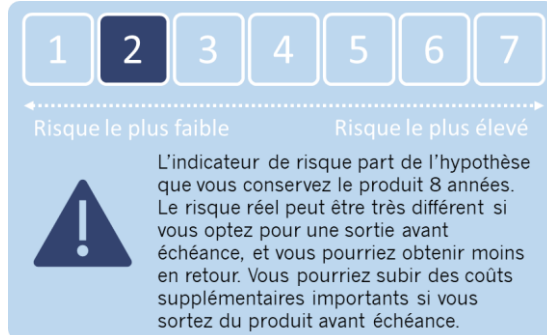 1 2 3 4 5 6 7
Risque le plus faible Risque le plus élevé
L'indicateur de risque part de l'hypothèse
que vous conservez le produit 8 années.
Le risque réel peut être très différent si
vous optez pour une sortie avant
échéance, et vous pourriez obtenir moins
en retour. Vous pourriez subir des coûts
supplémentaires importants si vous
sortez du produit avant échéance.